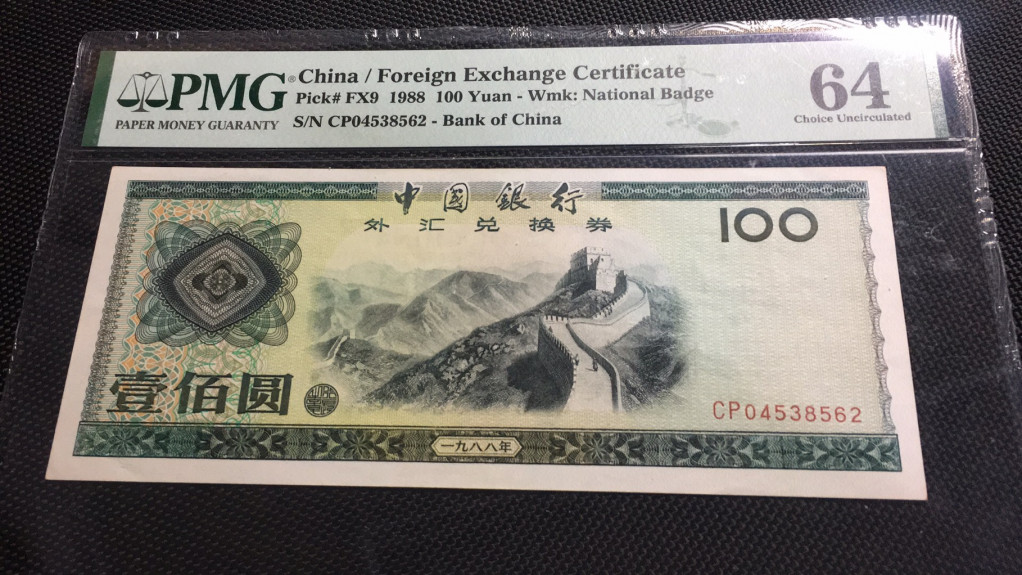 PMG®
PAPER MONEY GUARANTY
China / Foreign Exchange Certificate
Pick# FX9 1988 100 Yuan - Wmk: National Badge
S/N CP04538562 - Bank of China
64
Choice Uncirculated
中國銀行
外汇兑换券
100
壹佰圆
CP04538562
一九八八年